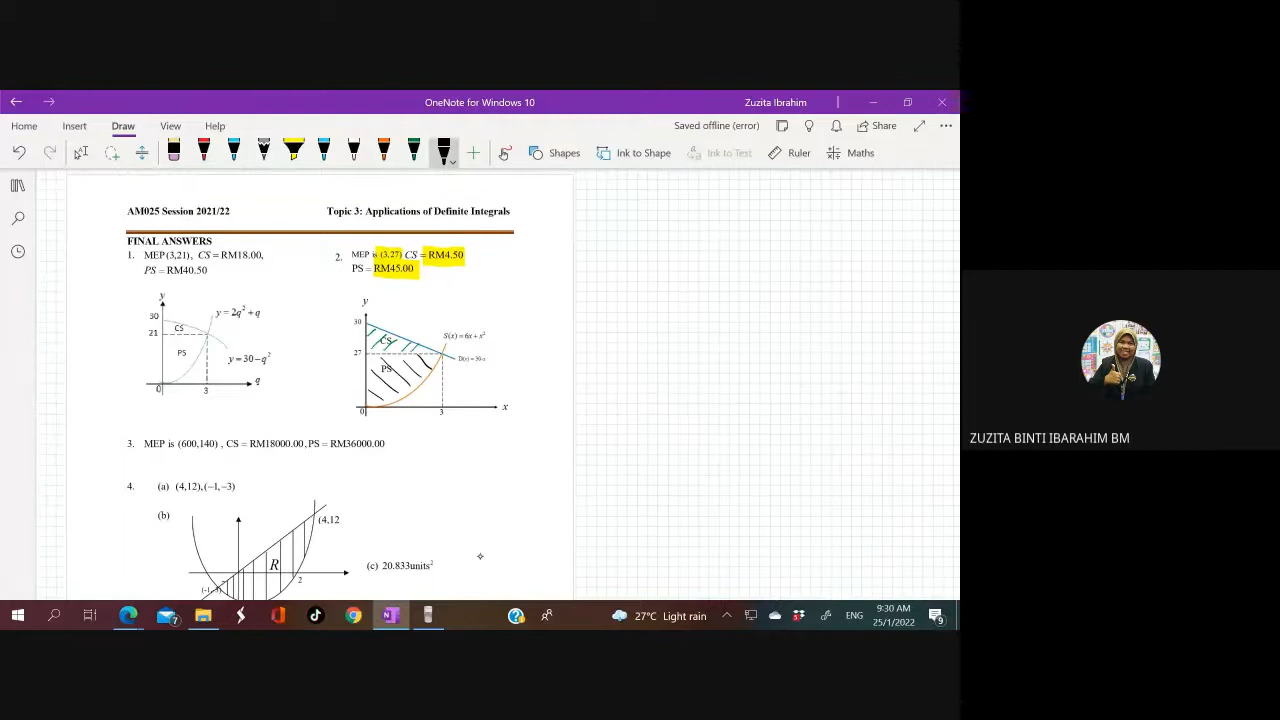 OneNote for Windows 10
Zuzita Ibrahim
Home Insert Draw View Help
Saved offline (error)
Share
Shapes
Ink to Shape
Ink to Text
Ruler
Maths
AM025 Session 2021/22
Topic 3: Applications of Definite Integrals
FINAL ANSWERS
1. MEP (3,21), CS = RM18.00,
PS = RM40.50
2. MEP is (3,27) CS = RM4.50
PS = RM45.00
y
30
21
CS
PS
0
3
q
y = 2q² + q
y = 30 − q²
y
30
27
CS
PS
0
3
x
S(x) = 6x + x²
D(x) = 30-x
3. MEP is (600,140) , CS = RM18000.00, PS = RM36000.00
4. (a) (4,12),(−1,−3)
(b)
(4,12
R
2
(-1,-3)
(c) 20.833units²
ZUZITA BINTI IBARAHIM BM
7
27°C Light rain
5
ENG
9:30 AM
25/1/2022
9